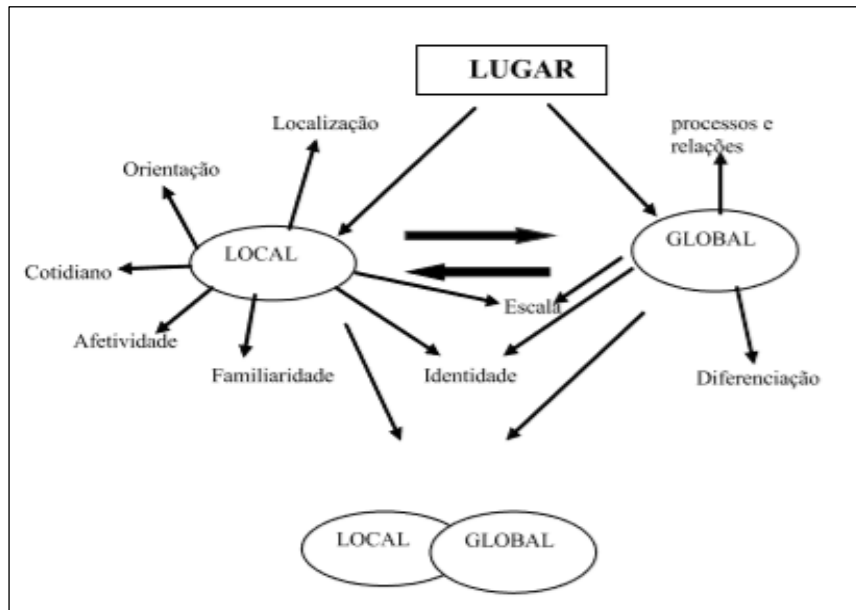 LUGAR
Localização
processos e
relações
Orientação
LOCAL
GLOBAL
Cotidiano
Escala
Afetividade
Familiaridade
Identidade
Diferenciação
LOCAL
GLOBAL